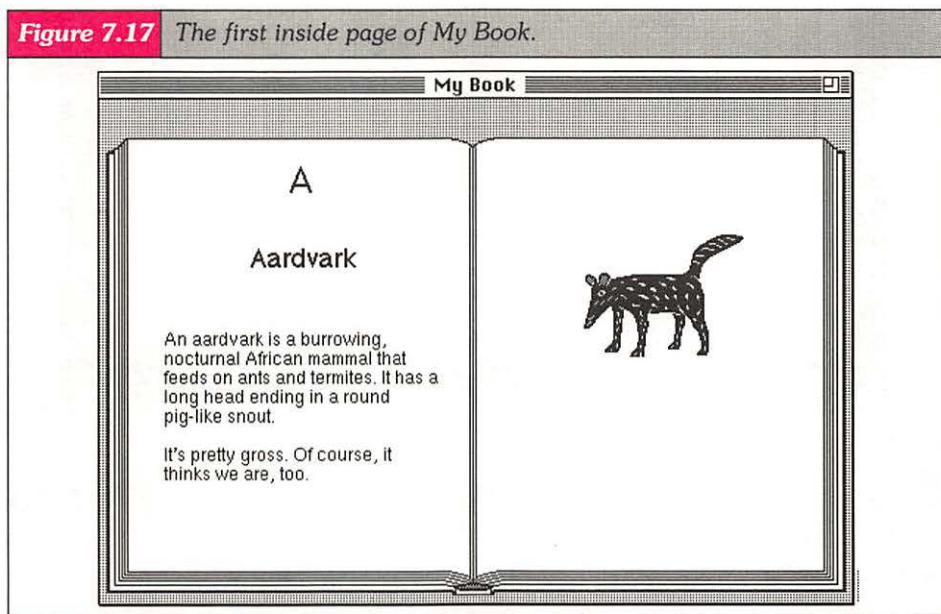 Figure 7.17 The first inside page of My Book.
My Book
A
Aardvark
An aardvark is a burrowing,
nocturnal African mammal that
feeds on ants and termites. It has a
long head ending in a round
pig-like snout.
It's pretty gross. Of course, it
thinks we are, too.